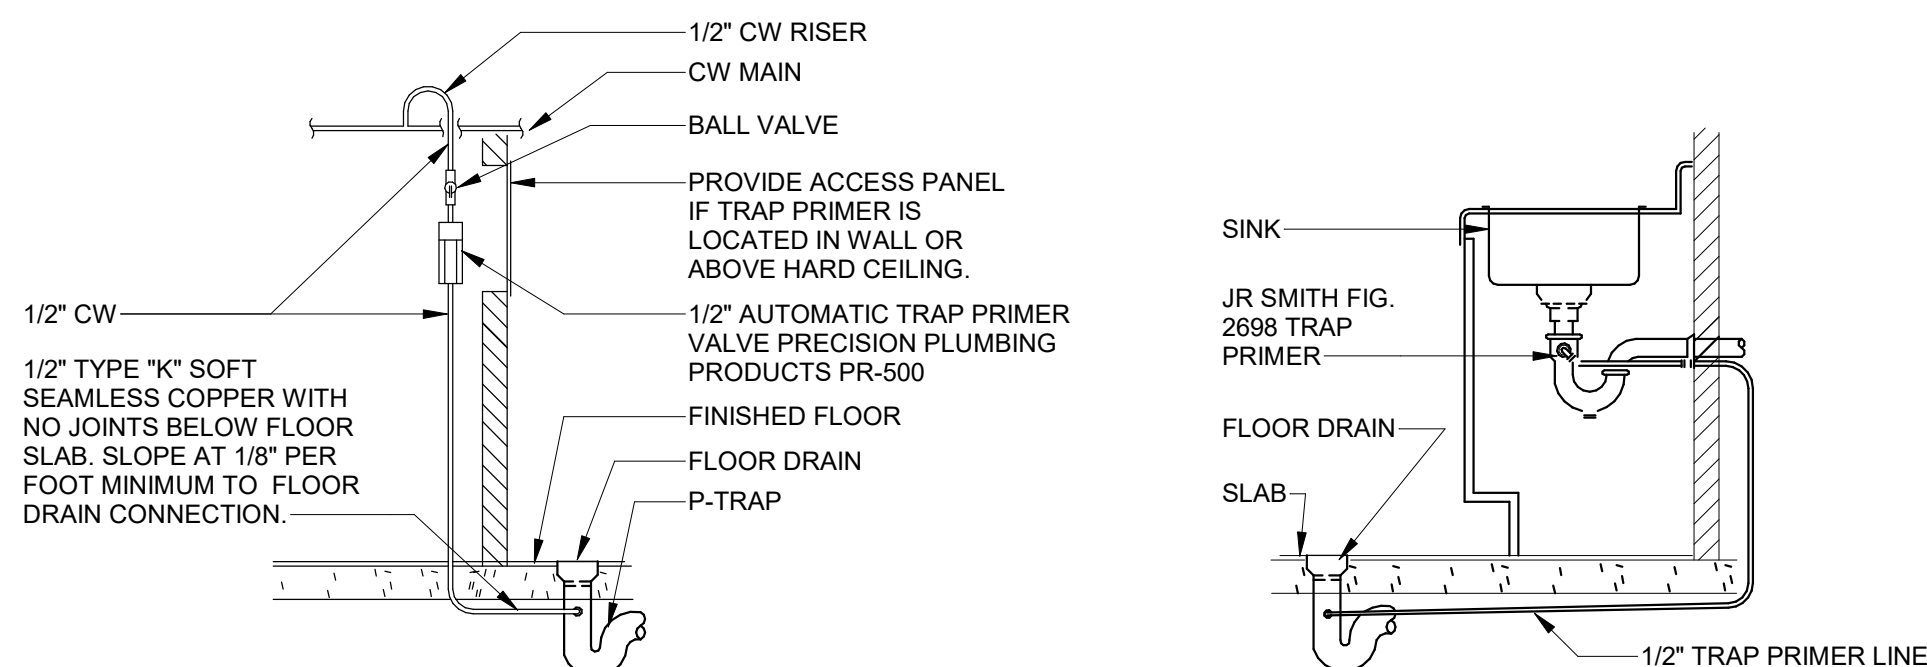 1/2" CW RISER
CW MAIN
BALL VALVE
PROVIDE ACCESS PANEL
IF TRAP PRIMER IS
LOCATED IN WALL OR
ABOVE HARD CEILING.
1/2" AUTOMATIC TRAP PRIMER
VALVE PRECISION PLUMBING
PRODUCTS PR-500
FINISHED FLOOR
FLOOR DRAIN
P-TRAP
1/2" CW
1/2" TYPE "K" SOFT
SEAMLESS COPPER WITH
NO JOINTS BELOW FLOOR
SLAB. SLOPE AT 1/8" PER
FOOT MINIMUM TO  FLOOR
DRAIN CONNECTION.
SINK
JR SMITH FIG.
2698 TRAP
PRIMER
FLOOR DRAIN
SLAB
1/2" TRAP PRIMER LINE